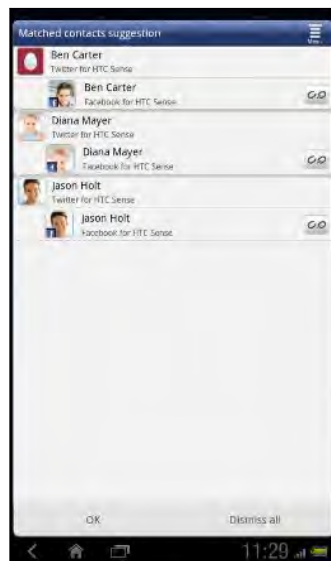 Matched contacts suggestion
Menu
Ben Carter
Twitter for HTC Sense
Ben Carter
Facebook for HTC Sense
Diana Mayer
Twitter for HTC Sense
Diana Mayer
Facebook for HTC Sense
Jason Holt
Twitter for HTC Sense
Jason Holt
Facebook for HTC Sense
OK
Dismiss all
11:29